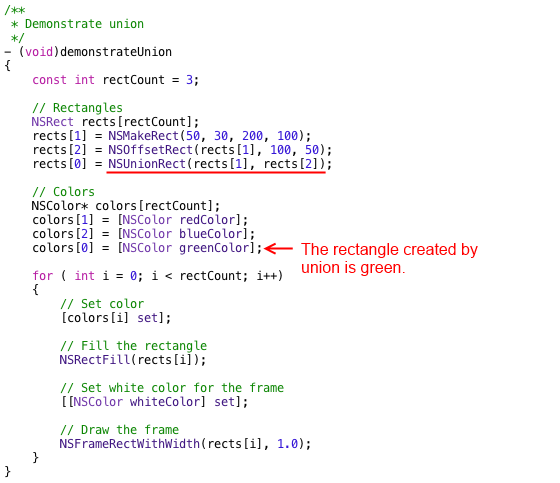 /**
 * Demonstrate union
 */
- (void)demonstrateUnion
{
    const int rectCount = 3;

    // Rectangles
    NSRect rects[rectCount];
    rects[1] = NSMakeRect(50, 30, 200, 100);
    rects[2] = NSOffsetRect(rects[1], 100, 50);
    rects[0] = NSUnionRect(rects[1], rects[2]);

    // Colors
    NSColor* colors[rectCount];
    colors[1] = [NSColor redColor];
    colors[2] = [NSColor blueColor];
    colors[0] = [NSColor greenColor];
The rectangle created by
union is green.

    for ( int i = 0; i < rectCount; i++)
    {
        // Set color
        [colors[i] set];

        // Fill the rectangle
        NSRectFill(rects[i]);

        // Set white color for the frame
        [[NSColor whiteColor] set];

        // Draw the frame
        NSFrameRectWithWidth(rects[i], 1.0);
    }
}